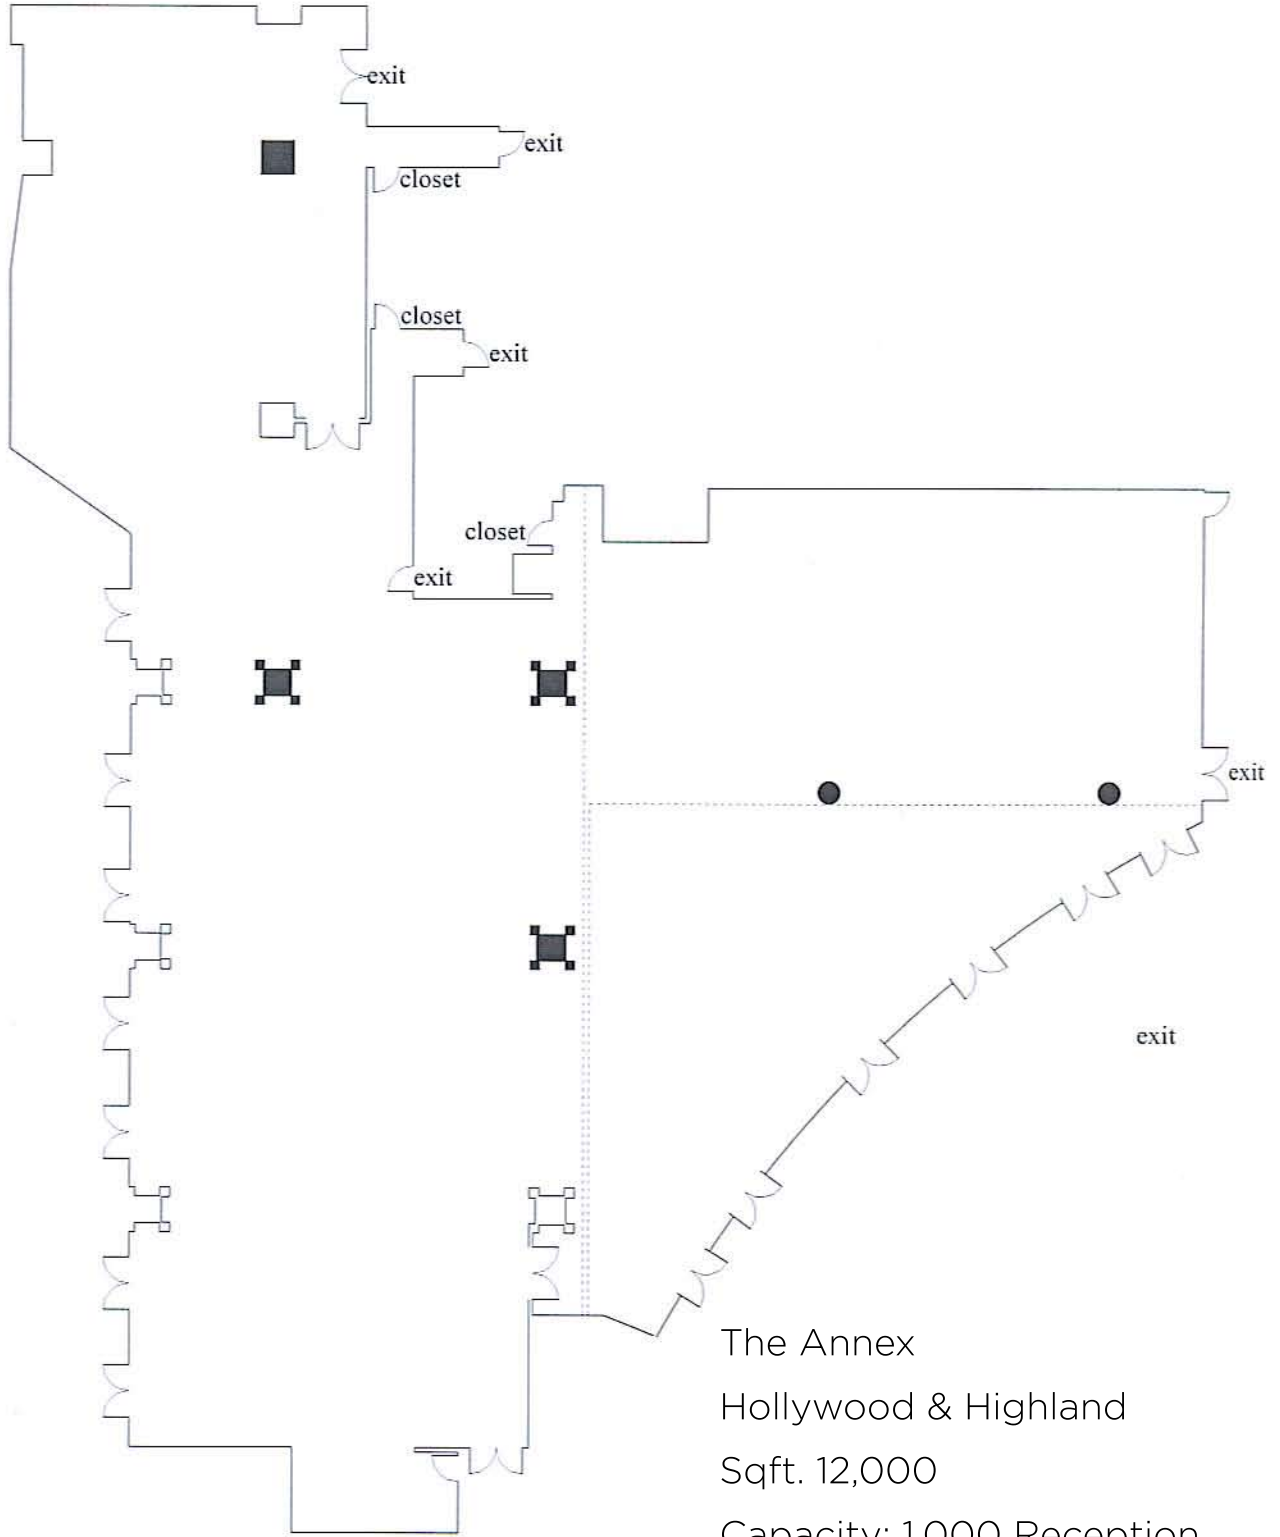 exit
exit
closet
closet
exit
closet
exit
exit
exit
The Annex
Hollywood & Highland
Sqft. 12,000
Capacity: 1,000 Reception